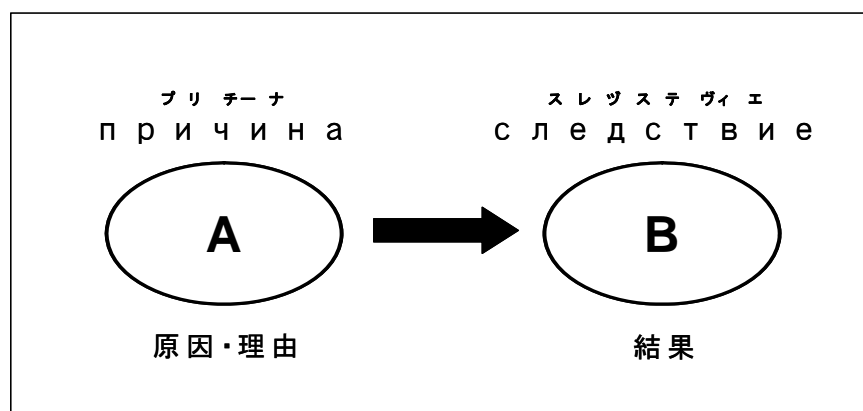 プリチーナ
причина
A
原因・理由
スレヅステヴィエ
следствие
B
結果